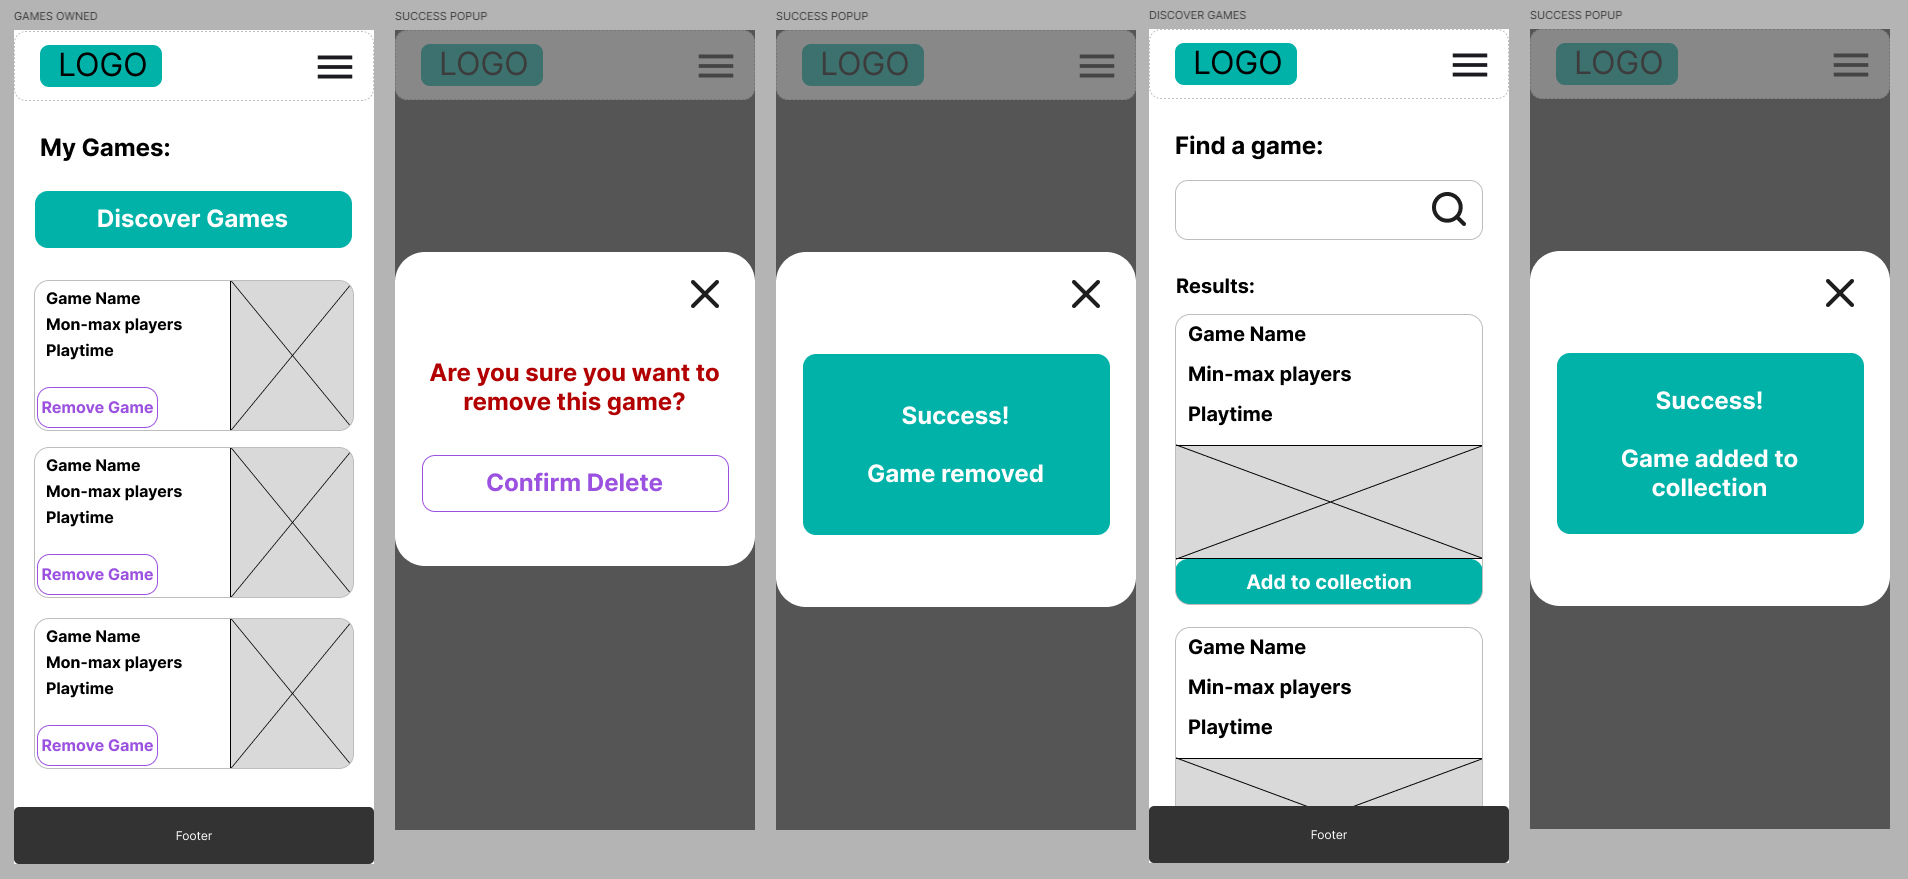 GAMES OWNED
LOGO
My Games:
Discover Games
Game Name
Mon-max players
Playtime
Remove Game
Game Name
Mon-max players
Playtime
Remove Game
Game Name
Mon-max players
Playtime
Remove Game
Footer
SUCCESS POPUP
LOGO
Are you sure you want to
remove this game?
Confirm Delete
SUCCESS POPUP
LOGO
Success!
Game removed
DISCOVER GAMES
LOGO
Find a game:
Results:
Game Name
Min-max players
Playtime
Add to collection
Game Name
Min-max players
Playtime
Footer
SUCCESS POPUP
LOGO
Success!
Game added to
collection